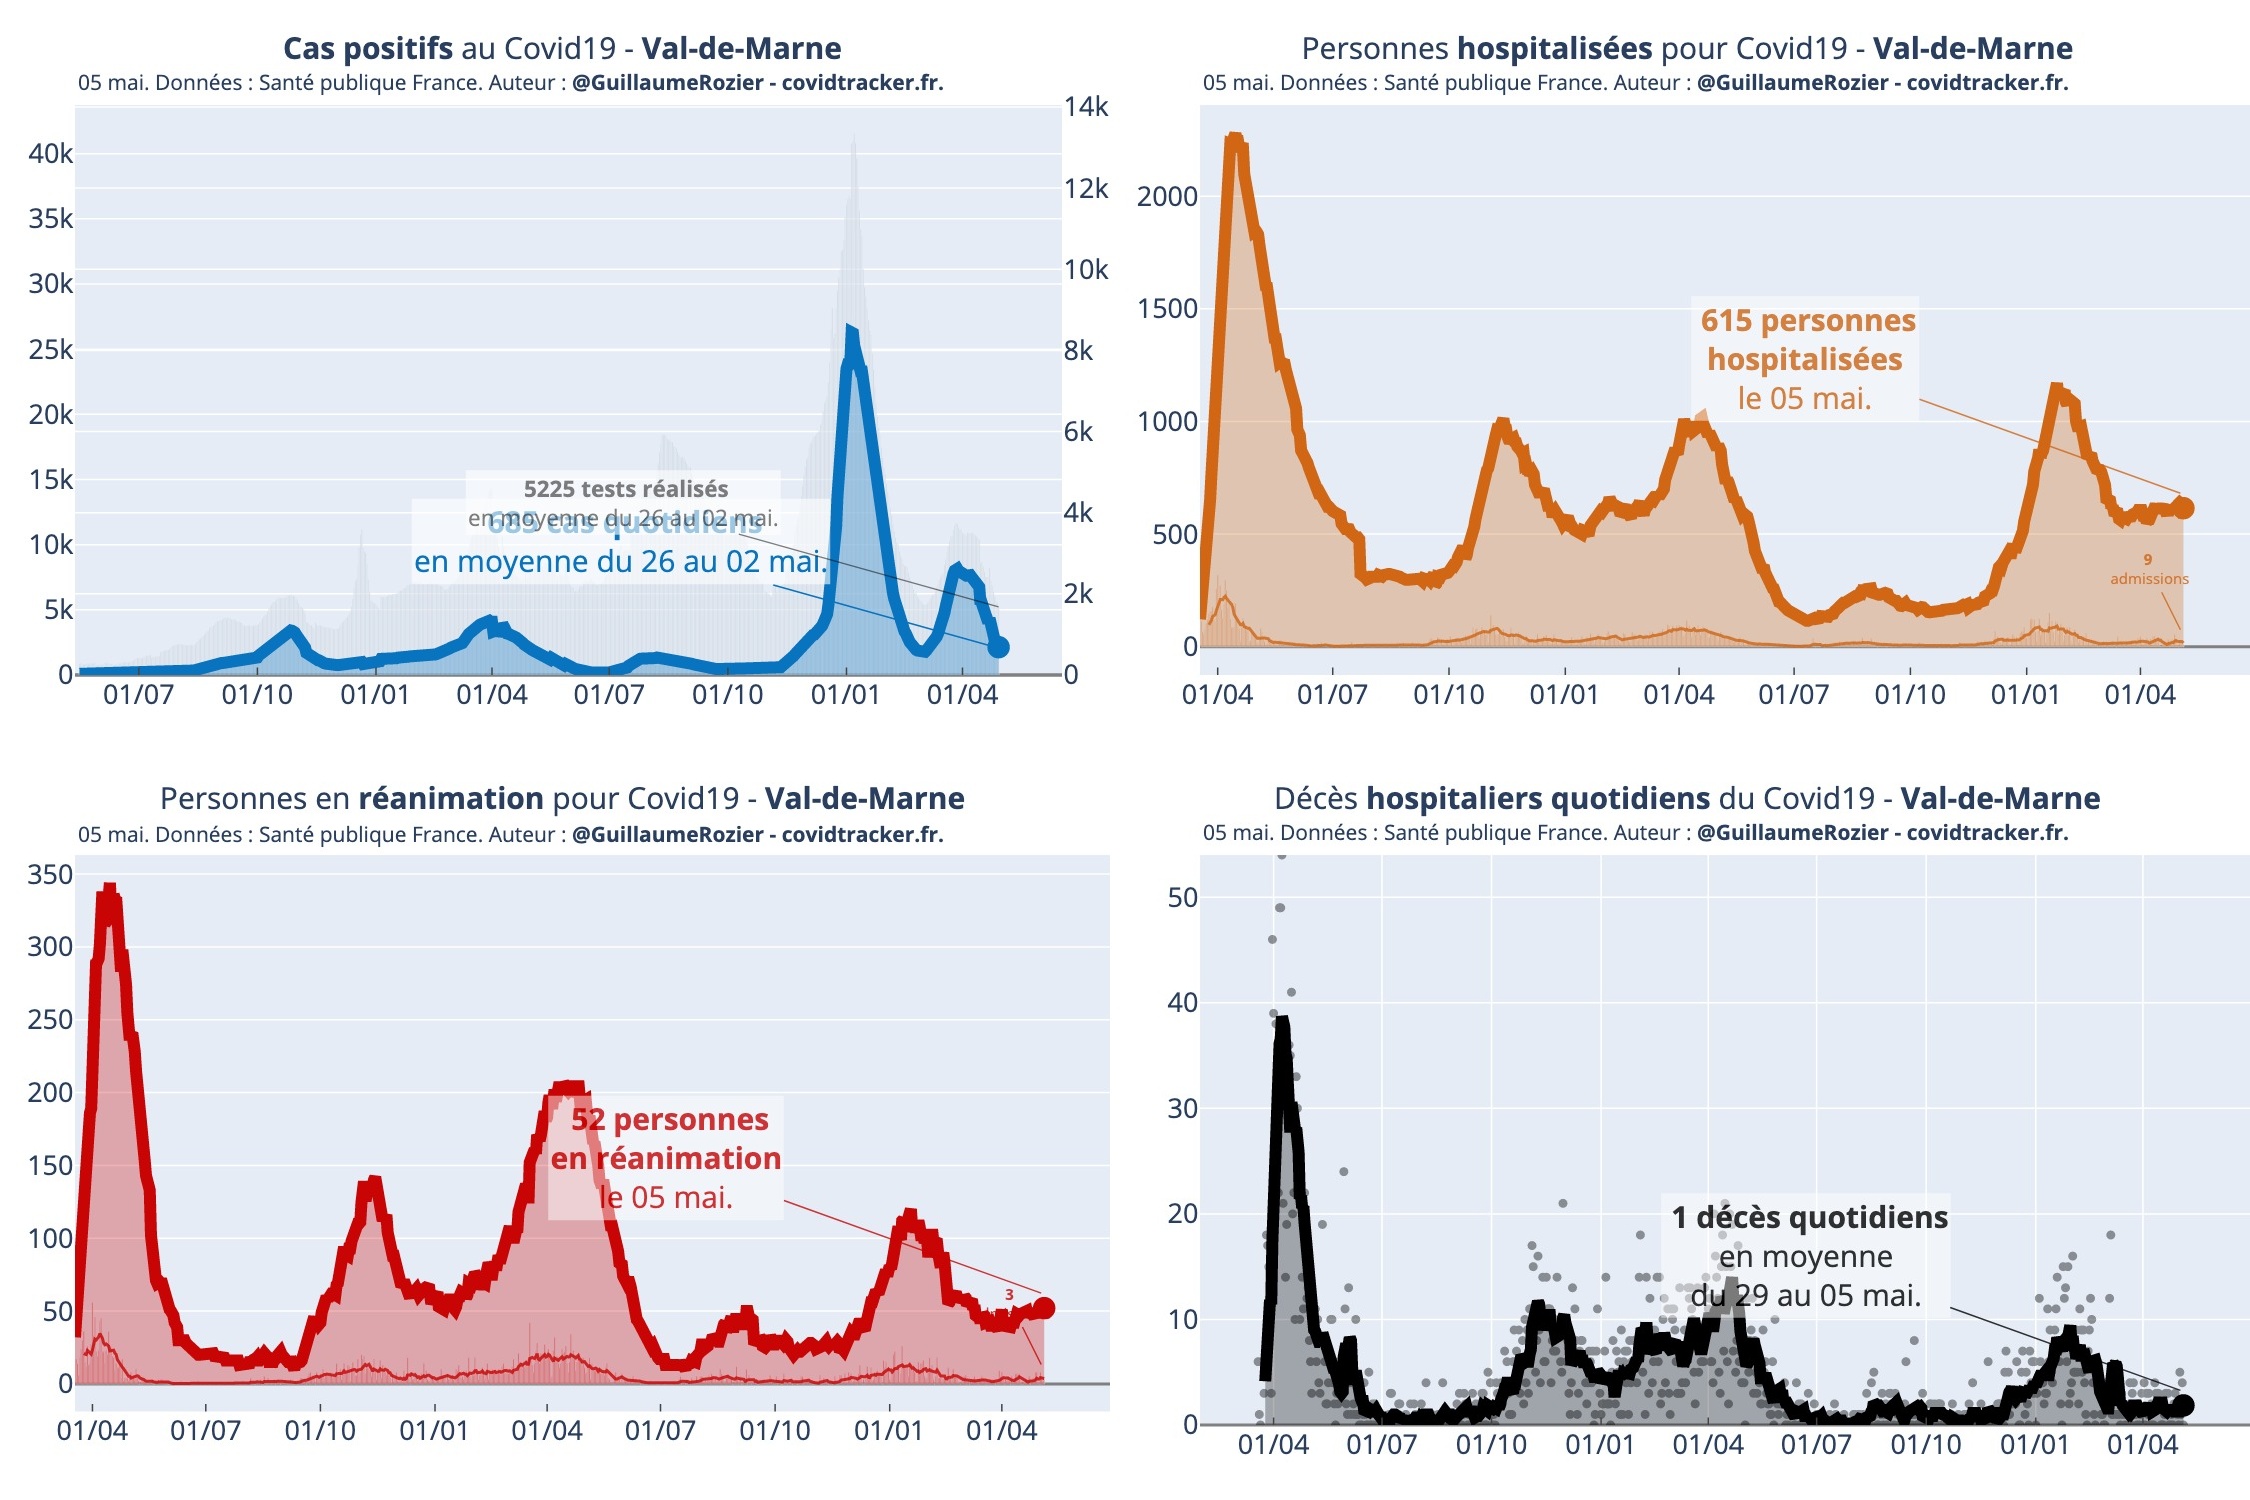 Cas positifs au Covid19 - Val-de-Marne
05 mai. Données : Santé publique France. Auteur : @GuillaumeRozier - covidtracker.fr.
14k
12k
10k
8k
6k
4k
2k
0
40k
35k
30k
25k
20k
15k
10k
5k
0
5225 tests réalisés
en moyenne du 26 au 02 mai.
685 cas quotidiens
en moyenne du 26 au 02 mai.
01/07 01/10 01/01 01/04 01/07 01/10 01/01 01/04
Personnes hospitalisées pour Covid19 - Val-de-Marne
05 mai. Données : Santé publique France. Auteur : @GuillaumeRozier - covidtracker.fr.
2000
1500
1000
500
0
615 personnes
hospitalisées
le 05 mai.
9
admissions
01/04 01/07 01/10 01/01 01/04 01/07 01/10 01/01 01/04
Personnes en réanimation pour Covid19 - Val-de-Marne
05 mai. Données : Santé publique France. Auteur : @GuillaumeRozier - covidtracker.fr.
350
300
250
200
150
100
50
0
52 personnes
en réanimation
le 05 mai.
3
01/04 01/07 01/10 01/01 01/04 01/07 01/10 01/01 01/04
Décès hospitaliers quotidiens du Covid19 - Val-de-Marne
05 mai. Données : Santé publique France. Auteur : @GuillaumeRozier - covidtracker.fr.
50
40
30
20
10
0
1 décès quotidiens
en moyenne
du 29 au 05 mai.
01/04 01/07 01/10 01/01 01/04 01/07 01/10 01/01 01/04